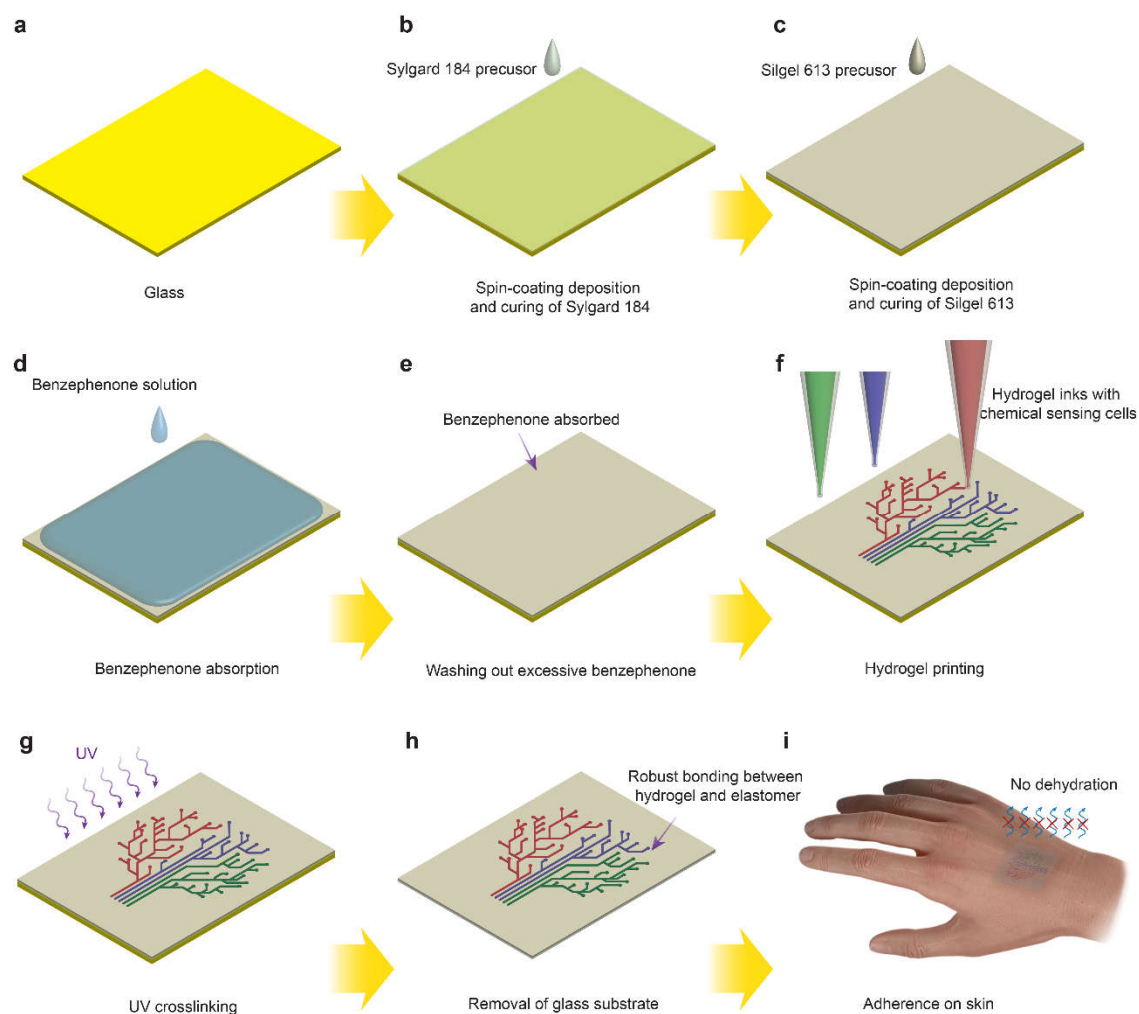 a
b
c
Sylgard 184 precusor
Silgel 613 precusor
Glass
Spin-coating deposition
and curing of Sylgard 184
Spin-coating deposition
and curing of Silgel 613
d
e
f
Benzephenone solution
Benzephenone absorbed
Hydrogel inks with
chemical sensing cells
Benzephenone absorption
Washing out excessive benzephenone
Hydrogel printing
g
h
i
UV
Robust bonding between
hydrogel and elastomer
No dehydration
UV crosslinking
Removal of glass substrate
Adherence on skin